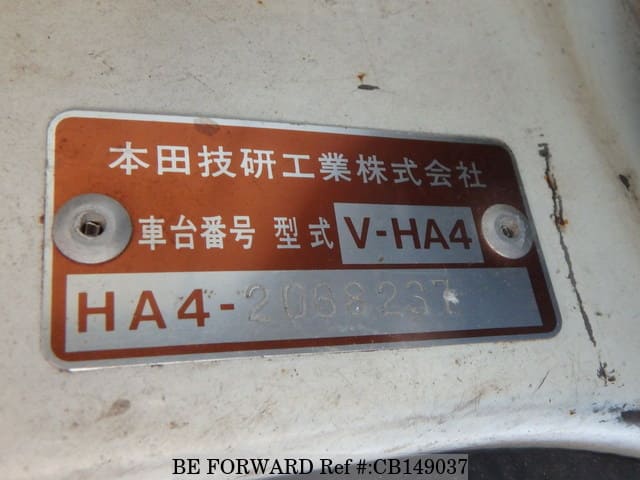 本田技研工業株式会社
車台番号 型式 V-HA4
HA4-2068237
BE FORWARD Ref #:CB149037